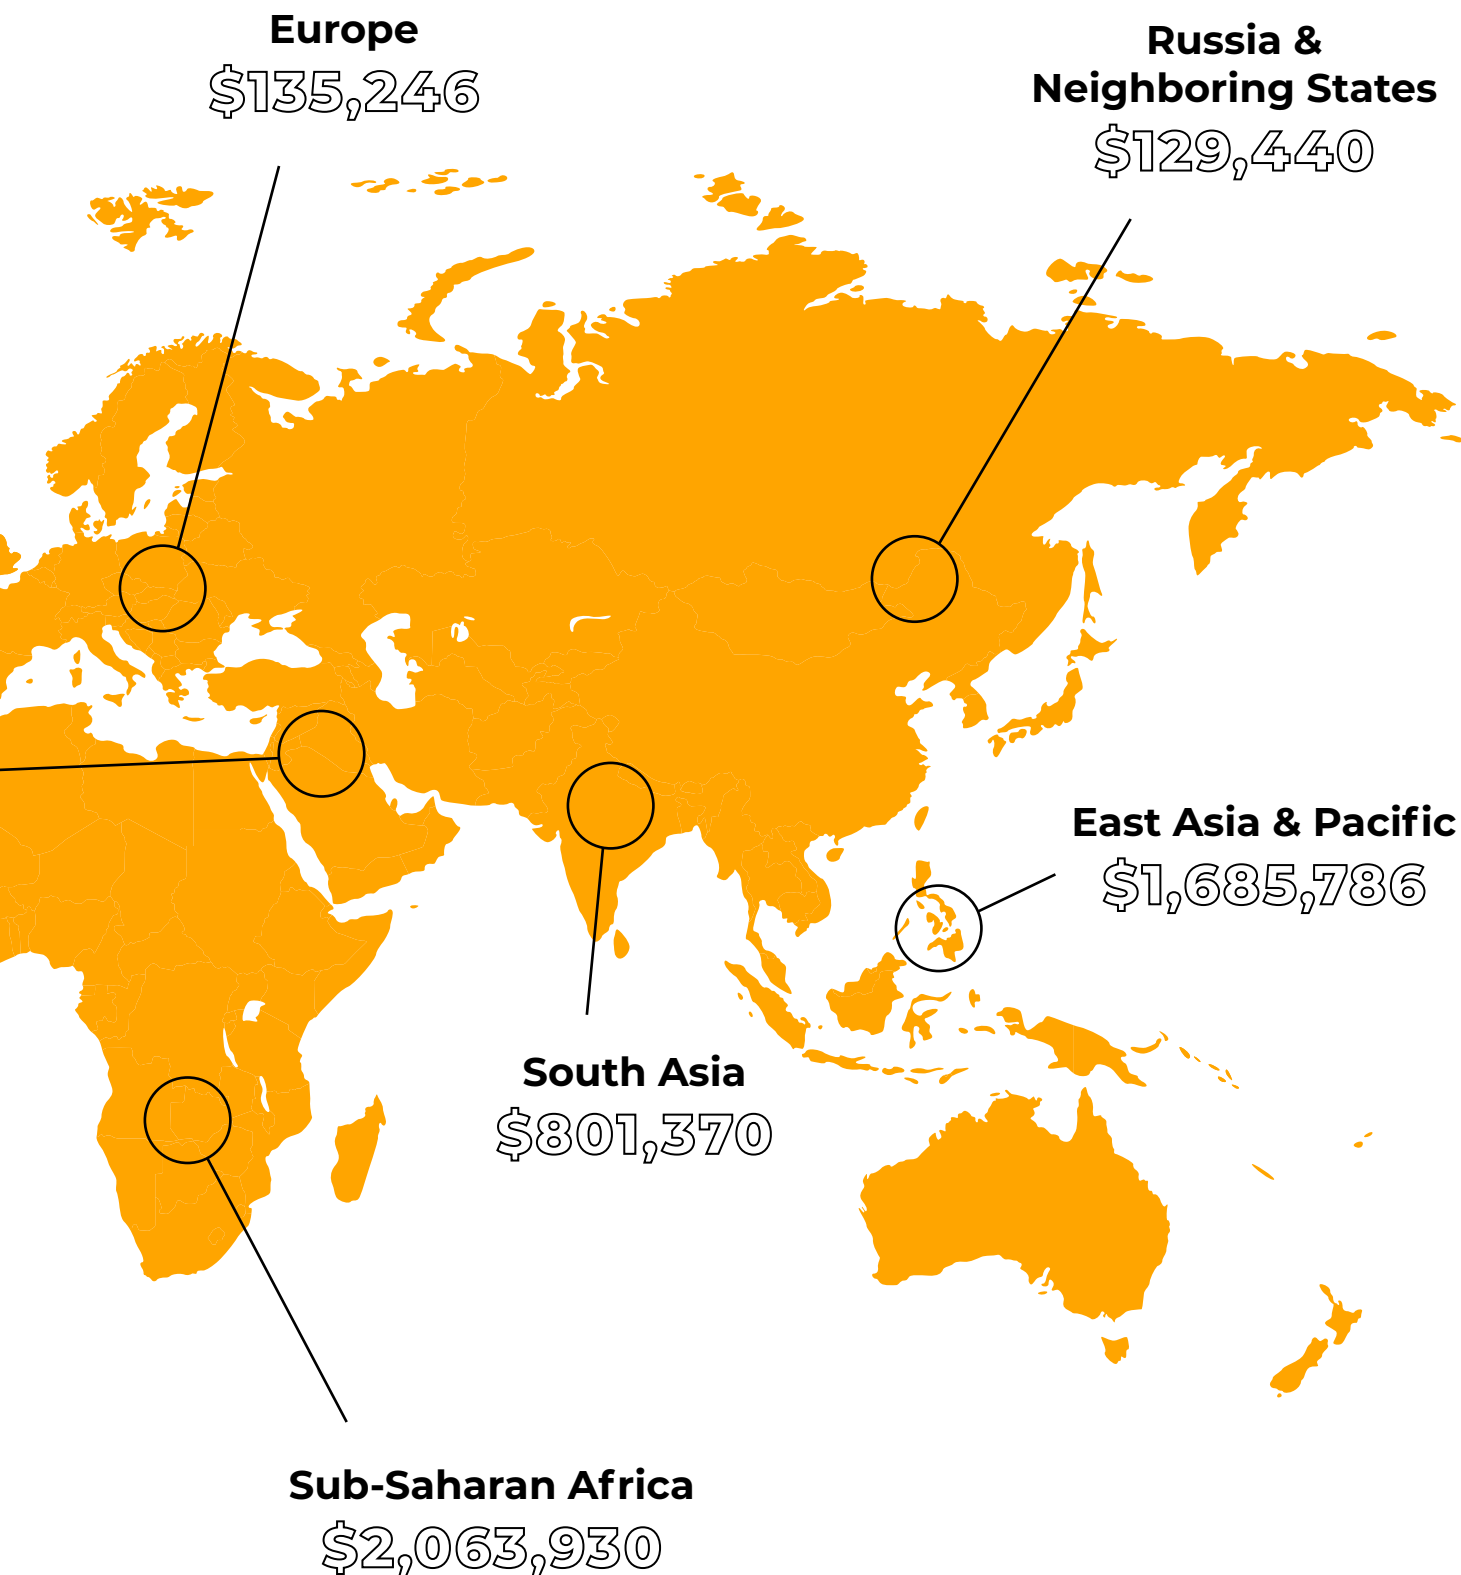 Europe
$135,246
Russia &
Neighboring States
$129,440
East Asia & Pacific
$1,685,786
South Asia
$801,370
Sub-Saharan Africa
$2,063,930